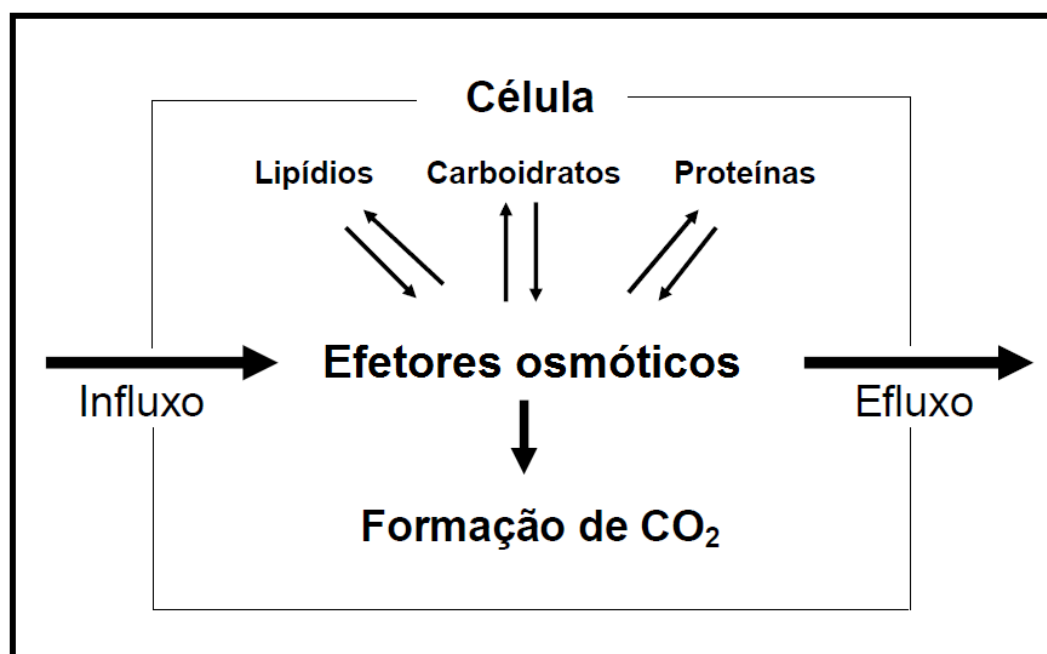 Célula
Lipídios Carboidratos Proteínas
Efetores osmóticos
Influxo Efluxo
Formação de CO₂